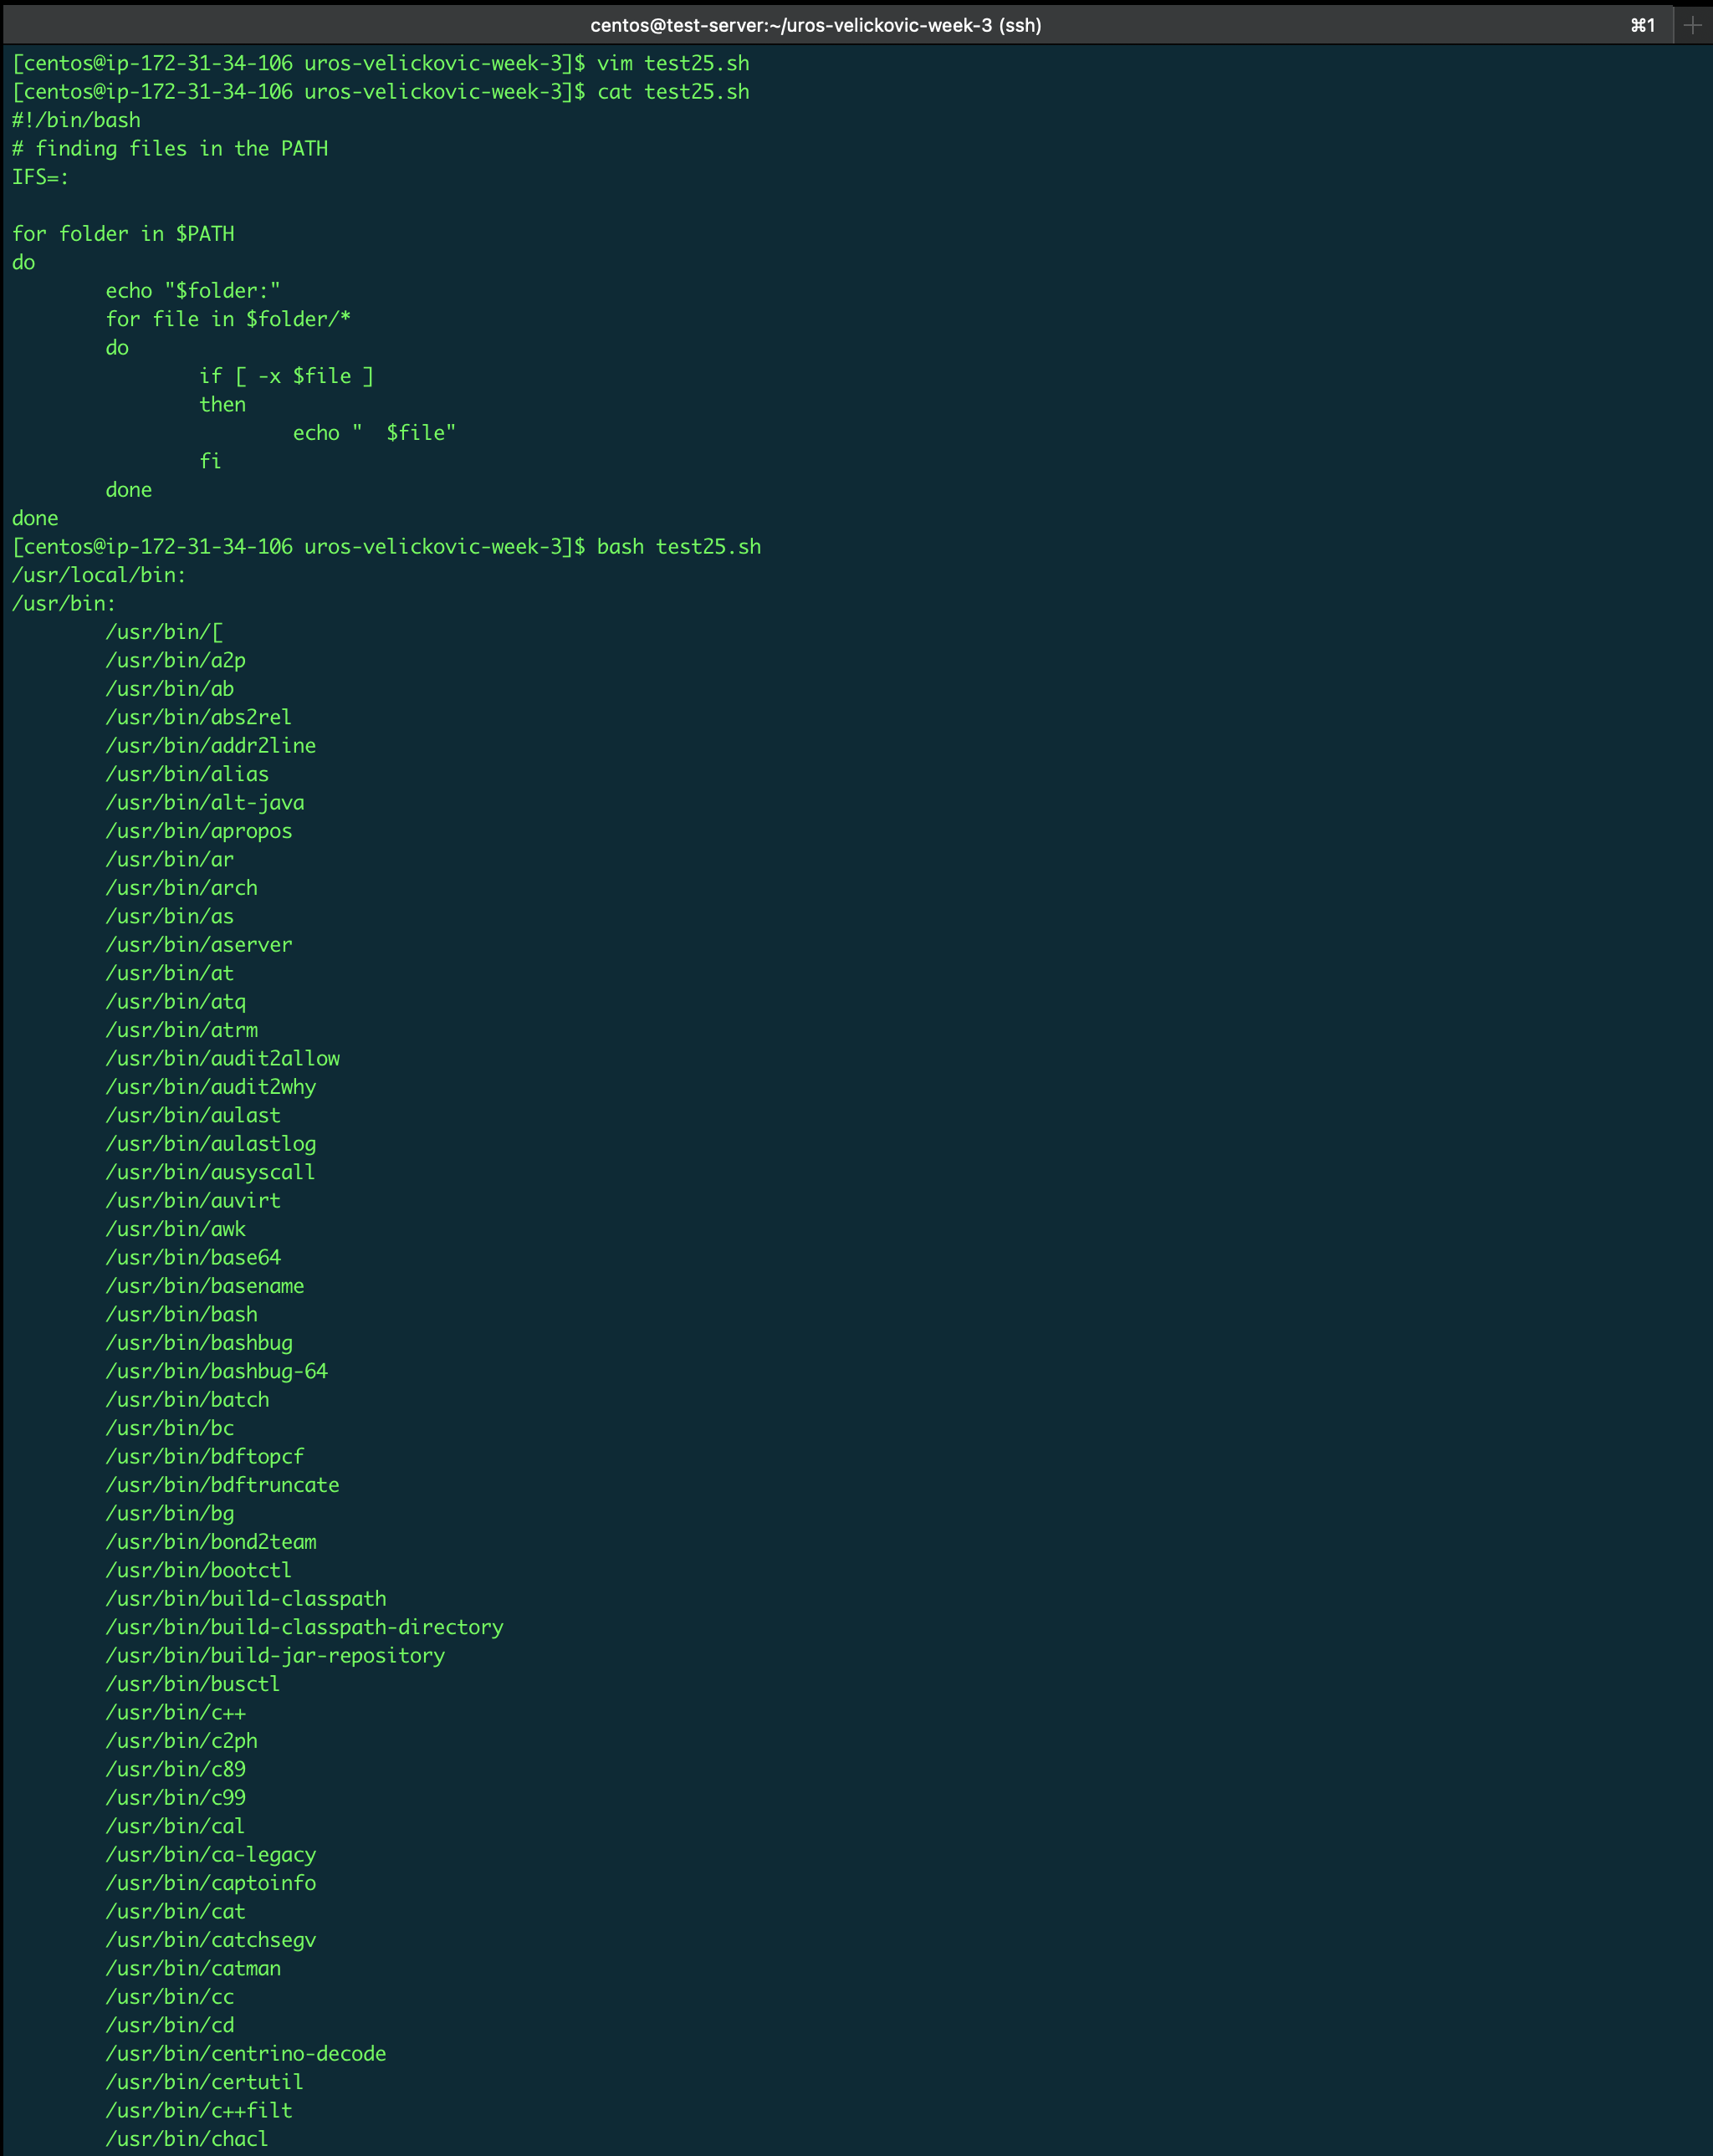 centos@test-server:~/uros-velickovic-week-3 (ssh) ⌘1 +
[centos@ip-172-31-34-106 uros-velickovic-week-3]$ vim test25.sh
[centos@ip-172-31-34-106 uros-velickovic-week-3]$ cat test25.sh
#!/bin/bash
# finding files in the PATH
IFS=:

for folder in $PATH
do
        echo "$folder:"
        for file in $folder/*
        do
                if [ -x $file ]
                then
                        echo "	$file"
                fi
        done
done
[centos@ip-172-31-34-106 uros-velickovic-week-3]$ bash test25.sh
/usr/local/bin:
/usr/bin:
        /usr/bin/[
        /usr/bin/a2p
        /usr/bin/ab
        /usr/bin/abs2rel
        /usr/bin/addr2line
        /usr/bin/alias
        /usr/bin/alt-java
        /usr/bin/apropos
        /usr/bin/ar
        /usr/bin/arch
        /usr/bin/as
        /usr/bin/aserver
        /usr/bin/at
        /usr/bin/atq
        /usr/bin/atrm
        /usr/bin/audit2allow
        /usr/bin/audit2why
        /usr/bin/aulast
        /usr/bin/aulastlog
        /usr/bin/ausyscall
        /usr/bin/auvirt
        /usr/bin/awk
        /usr/bin/base64
        /usr/bin/basename
        /usr/bin/bash
        /usr/bin/bashbug
        /usr/bin/bashbug-64
        /usr/bin/batch
        /usr/bin/bc
        /usr/bin/bdftopcf
        /usr/bin/bdftruncate
        /usr/bin/bg
        /usr/bin/bond2team
        /usr/bin/bootctl
        /usr/bin/build-classpath
        /usr/bin/build-classpath-directory
        /usr/bin/build-jar-repository
        /usr/bin/busctl
        /usr/bin/c++
        /usr/bin/c2ph
        /usr/bin/c89
        /usr/bin/c99
        /usr/bin/cal
        /usr/bin/ca-legacy
        /usr/bin/captoinfo
        /usr/bin/cat
        /usr/bin/catchsegv
        /usr/bin/catman
        /usr/bin/cc
        /usr/bin/cd
        /usr/bin/centrino-decode
        /usr/bin/certutil
        /usr/bin/c++filt
        /usr/bin/chacl